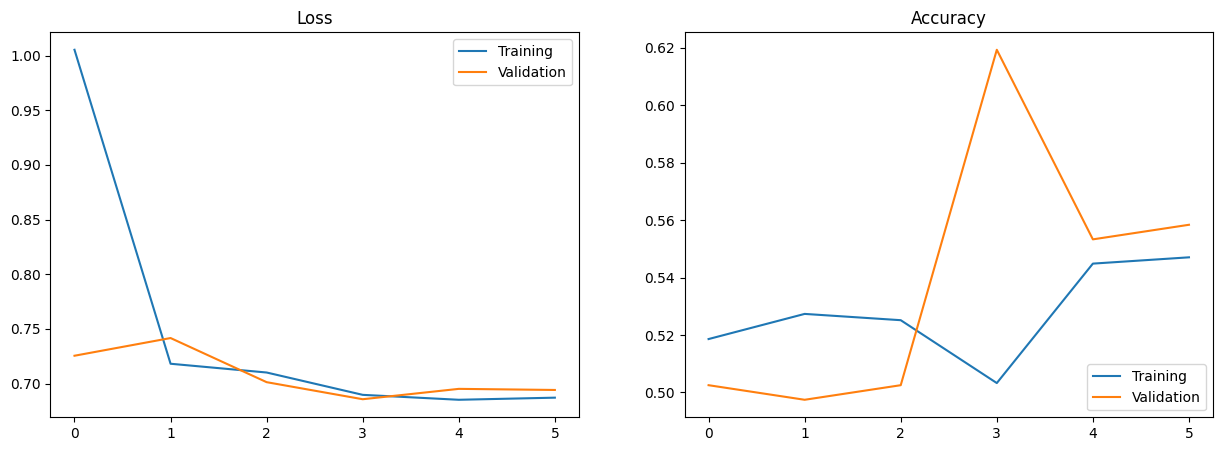 Loss
1.00
0.95
0.90
0.85
0.80
0.75
0.70
0 1 2 3 4 5
Training
Validation
Accuracy
0.62
0.60
0.58
0.56
0.54
0.52
0.50
0 1 2 3 4 5
Training
Validation